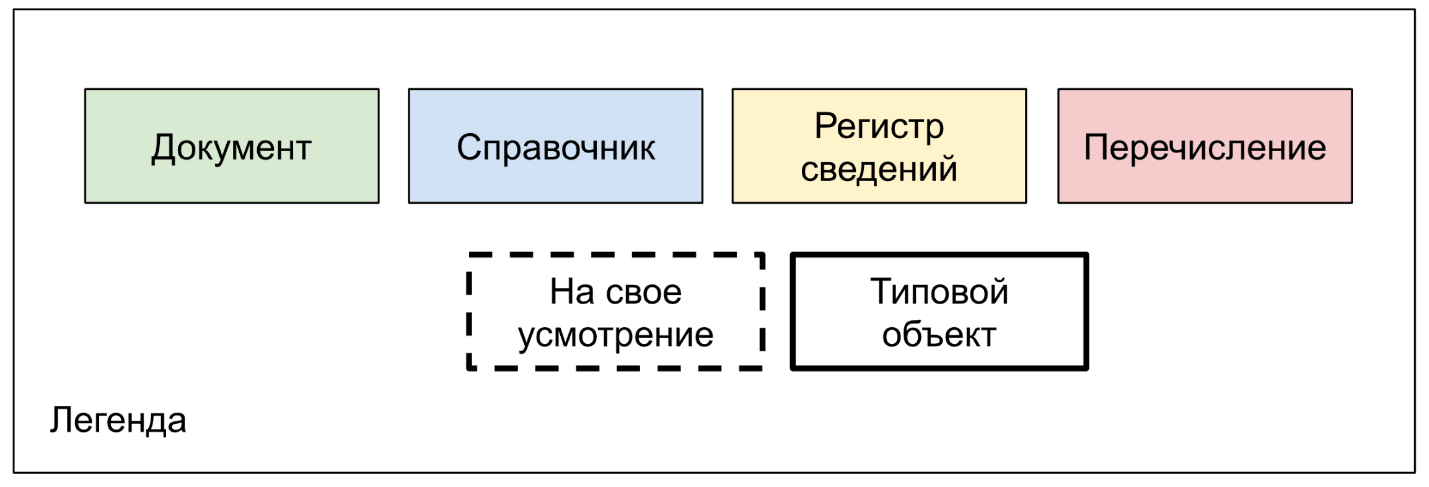 Документ
Справочник
Регистр
сведений
Перечисление
На свое
усмотрение
Типовой
объект
Легенда